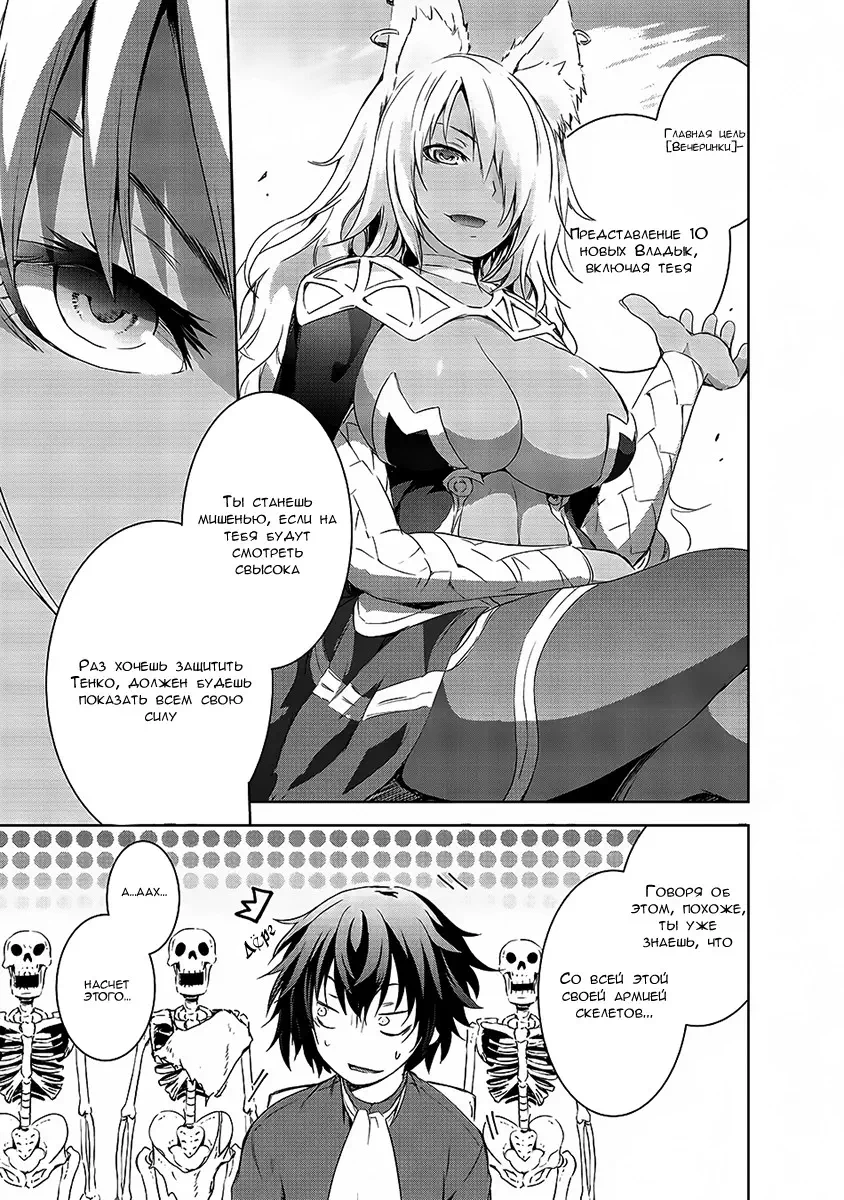 Главная цель
[Вечеринки]-
Представление 10
новых Владык,
включая тебя
Ты станешь
мишенью, если на
тебя будут
смотреть
свысока
Раз хочешь защитить
Тенко, должен будешь
показать всем свою
силу
Говоря об
этом, похоже,
ты уже
знаешь, что
Со всей этой
своей армией
скелетов...
Дёрг
А...аах...
насчет
этого...